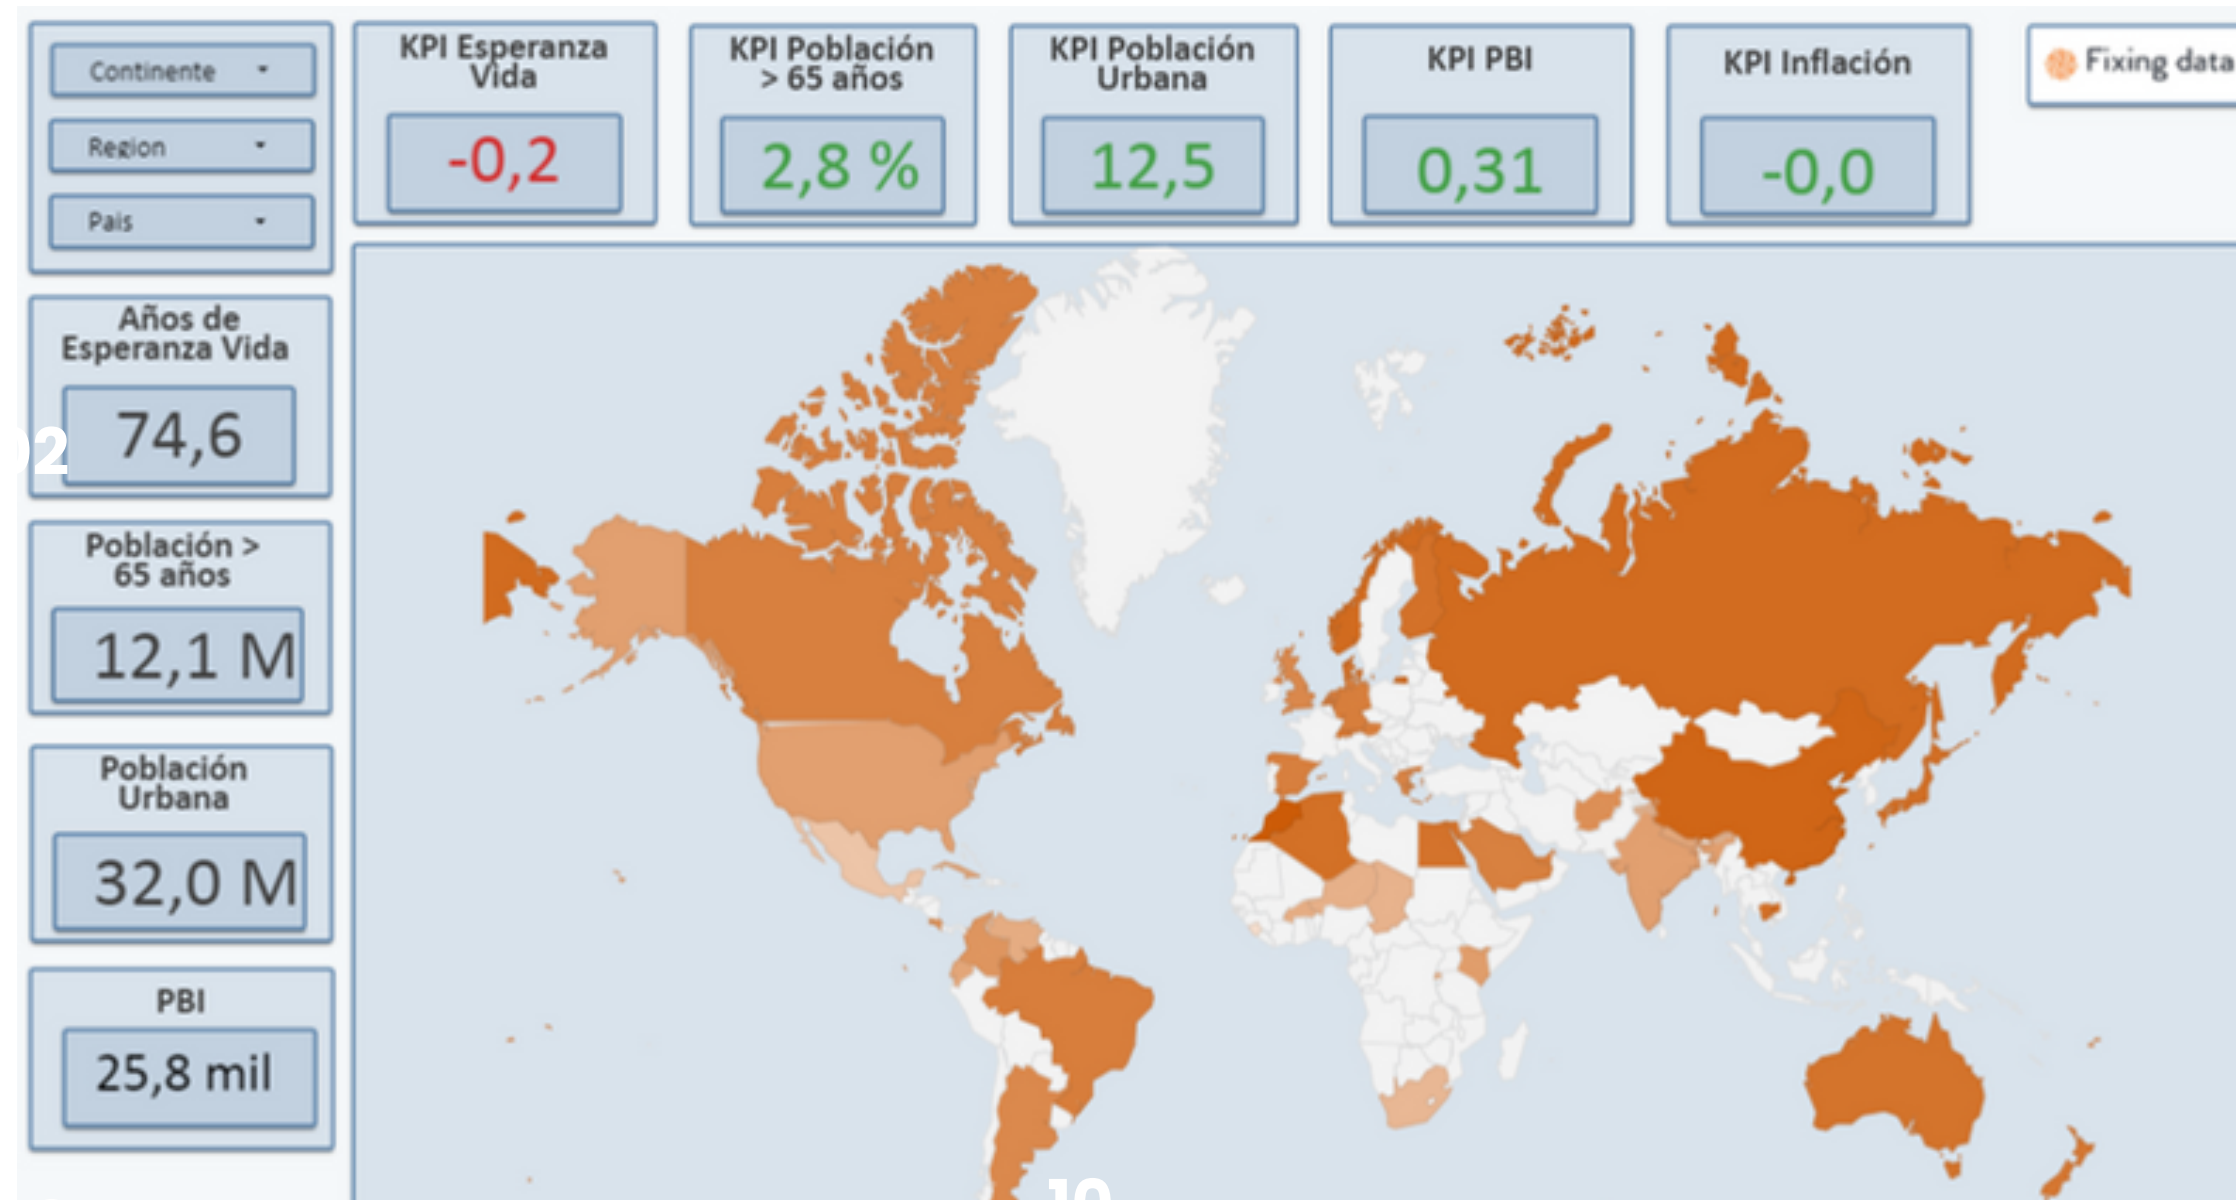 Continente
Region
Pais
KPI Esperanza
Vida
-0,2
KPI Población
> 65 años
2,8 %
KPI Población
Urbana
12,5
KPI PBI
0,31
KPI Inflación
-0,0
Fixing data
Años de
Esperanza Vida
74,6
02
Población >
65 años
12,1 M
Población
Urbana
32,0 M
PBI
25,8 mil
10